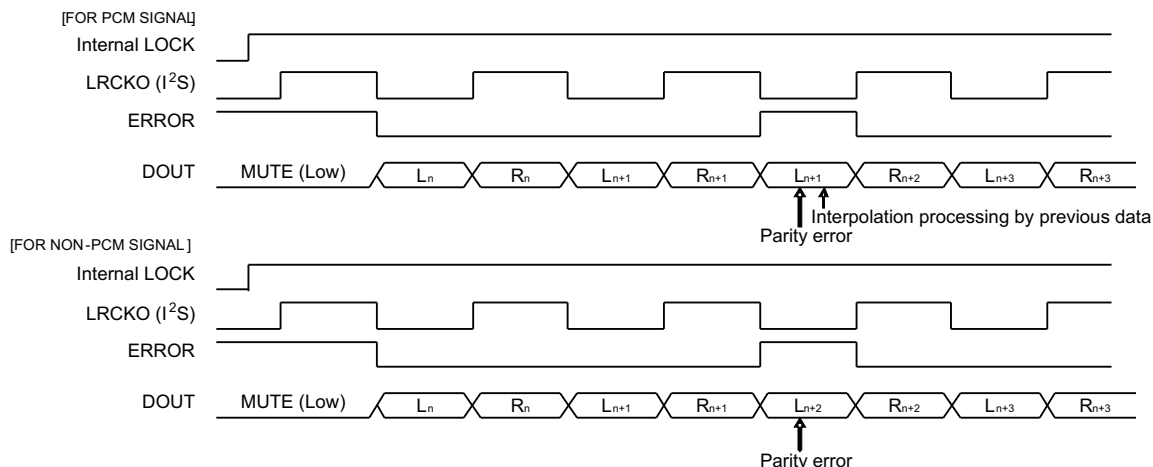 [FOR PCM SIGNAL]
Internal LOCK
LRCKO (I²S)
ERROR
DOUT MUTE (Low) Ln Rn Ln+1 Rn+1 Ln+1 Rn+2 Ln+3 Rn+3
Interpolation processing by previous data
Parity error
[FOR NON-PCM SIGNAL]
Internal LOCK
LRCKO (I²S)
ERROR
DOUT MUTE (Low) Ln Rn Ln+1 Rn+1 Ln+2 Rn+2 Ln+3 Rn+3
Parity error